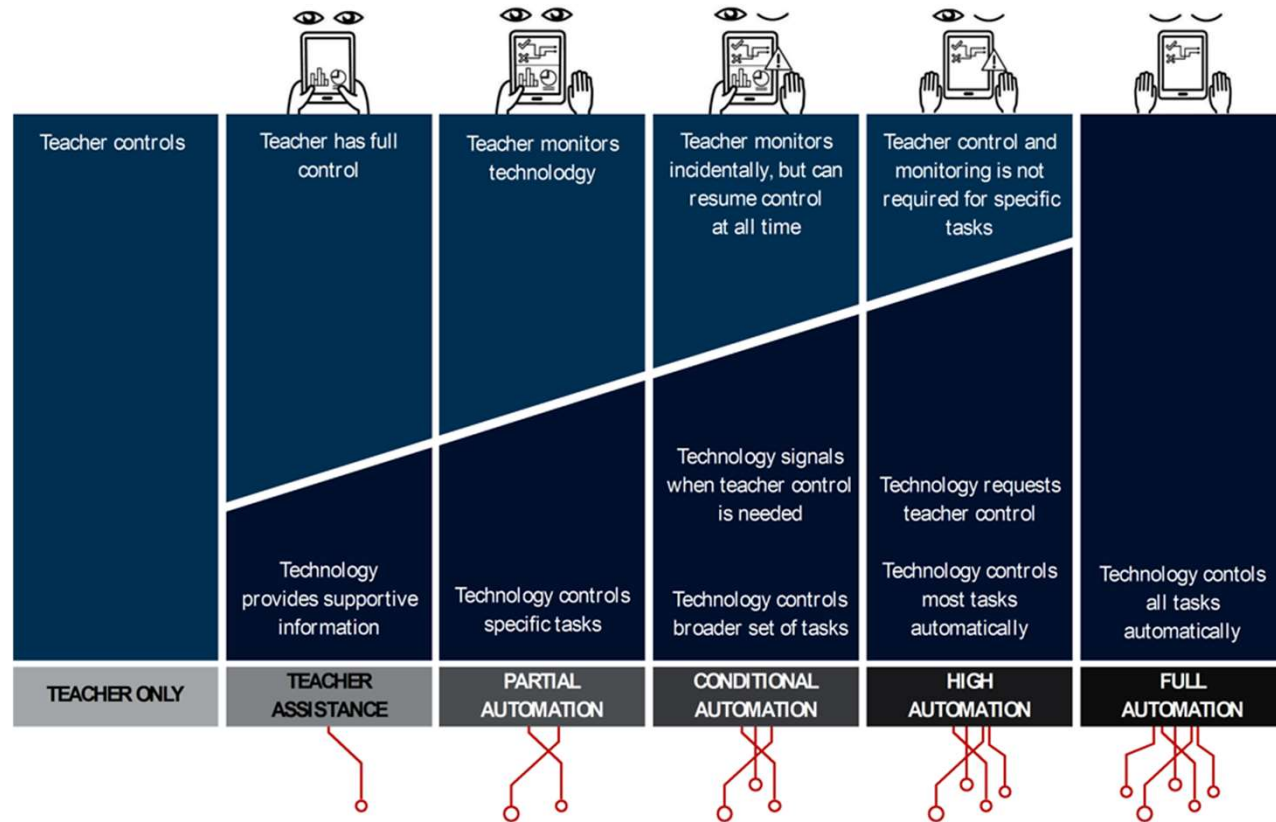 Teacher controls
Teacher has full
control
Teacher monitors
technolodgy
Teacher monitors
incidentally, but can
resume control
at all time
Teacher control and
monitoring is not
required for specific
tasks
Technology
provides supportive
information
Technology controls
specific tasks
Technology signals
when teacher control
is needed
Technology controls
broader set of tasks
Technology requests
teacher control
Technology controls
most tasks
automatically
Technology contols
all tasks
automatically
TEACHER ONLY
TEACHER
ASSISTANCE
PARTIAL
AUTOMATION
CONDITIONAL
AUTOMATION
HIGH
AUTOMATION
FULL
AUTOMATION